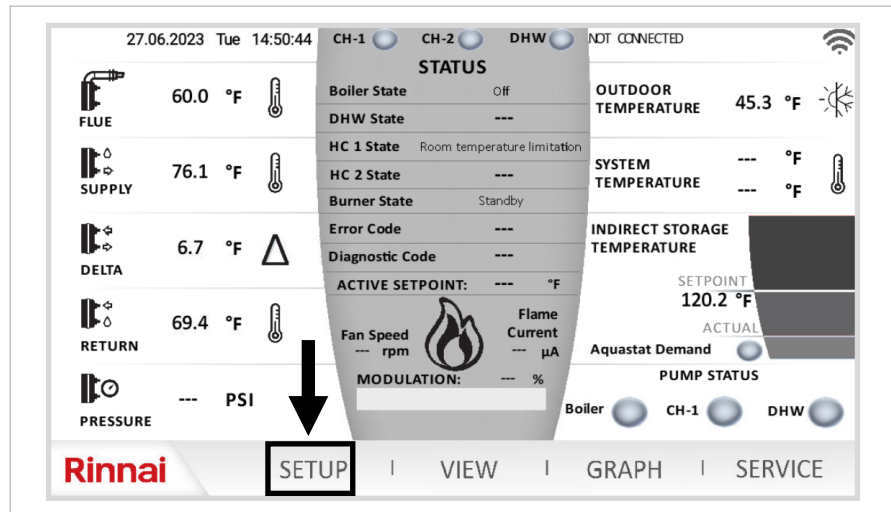 27.06.2023 Tue 14:50:44
CH-1 CH-2 DHW
NOT CONNECTED
FLUE
60.0 °F
SUPPLY
76.1 °F
DELTA
6.7 °F
RETURN
69.4 °F
PRESSURE
--- PSI
STATUS
Boiler State Off
DHW State ---
HC 1 State Room temperature limitation
HC 2 State ---
Burner State Standby
Error Code ---
Diagnostic Code ---
ACTIVE SETPOINT: --- °F
Fan Speed
--- rpm
Flame
Current
--- µA
MODULATION: --- %
OUTDOOR
TEMPERATURE
45.3 °F
SYSTEM
TEMPERATURE
--- °F
--- °F
INDIRECT STORAGE
TEMPERATURE
SETPOINT
120.2 °F
ACTUAL
Aquastat Demand
PUMP STATUS
Boiler CH-1 DHW
Rinnai SETUP | VIEW | GRAPH | SERVICE